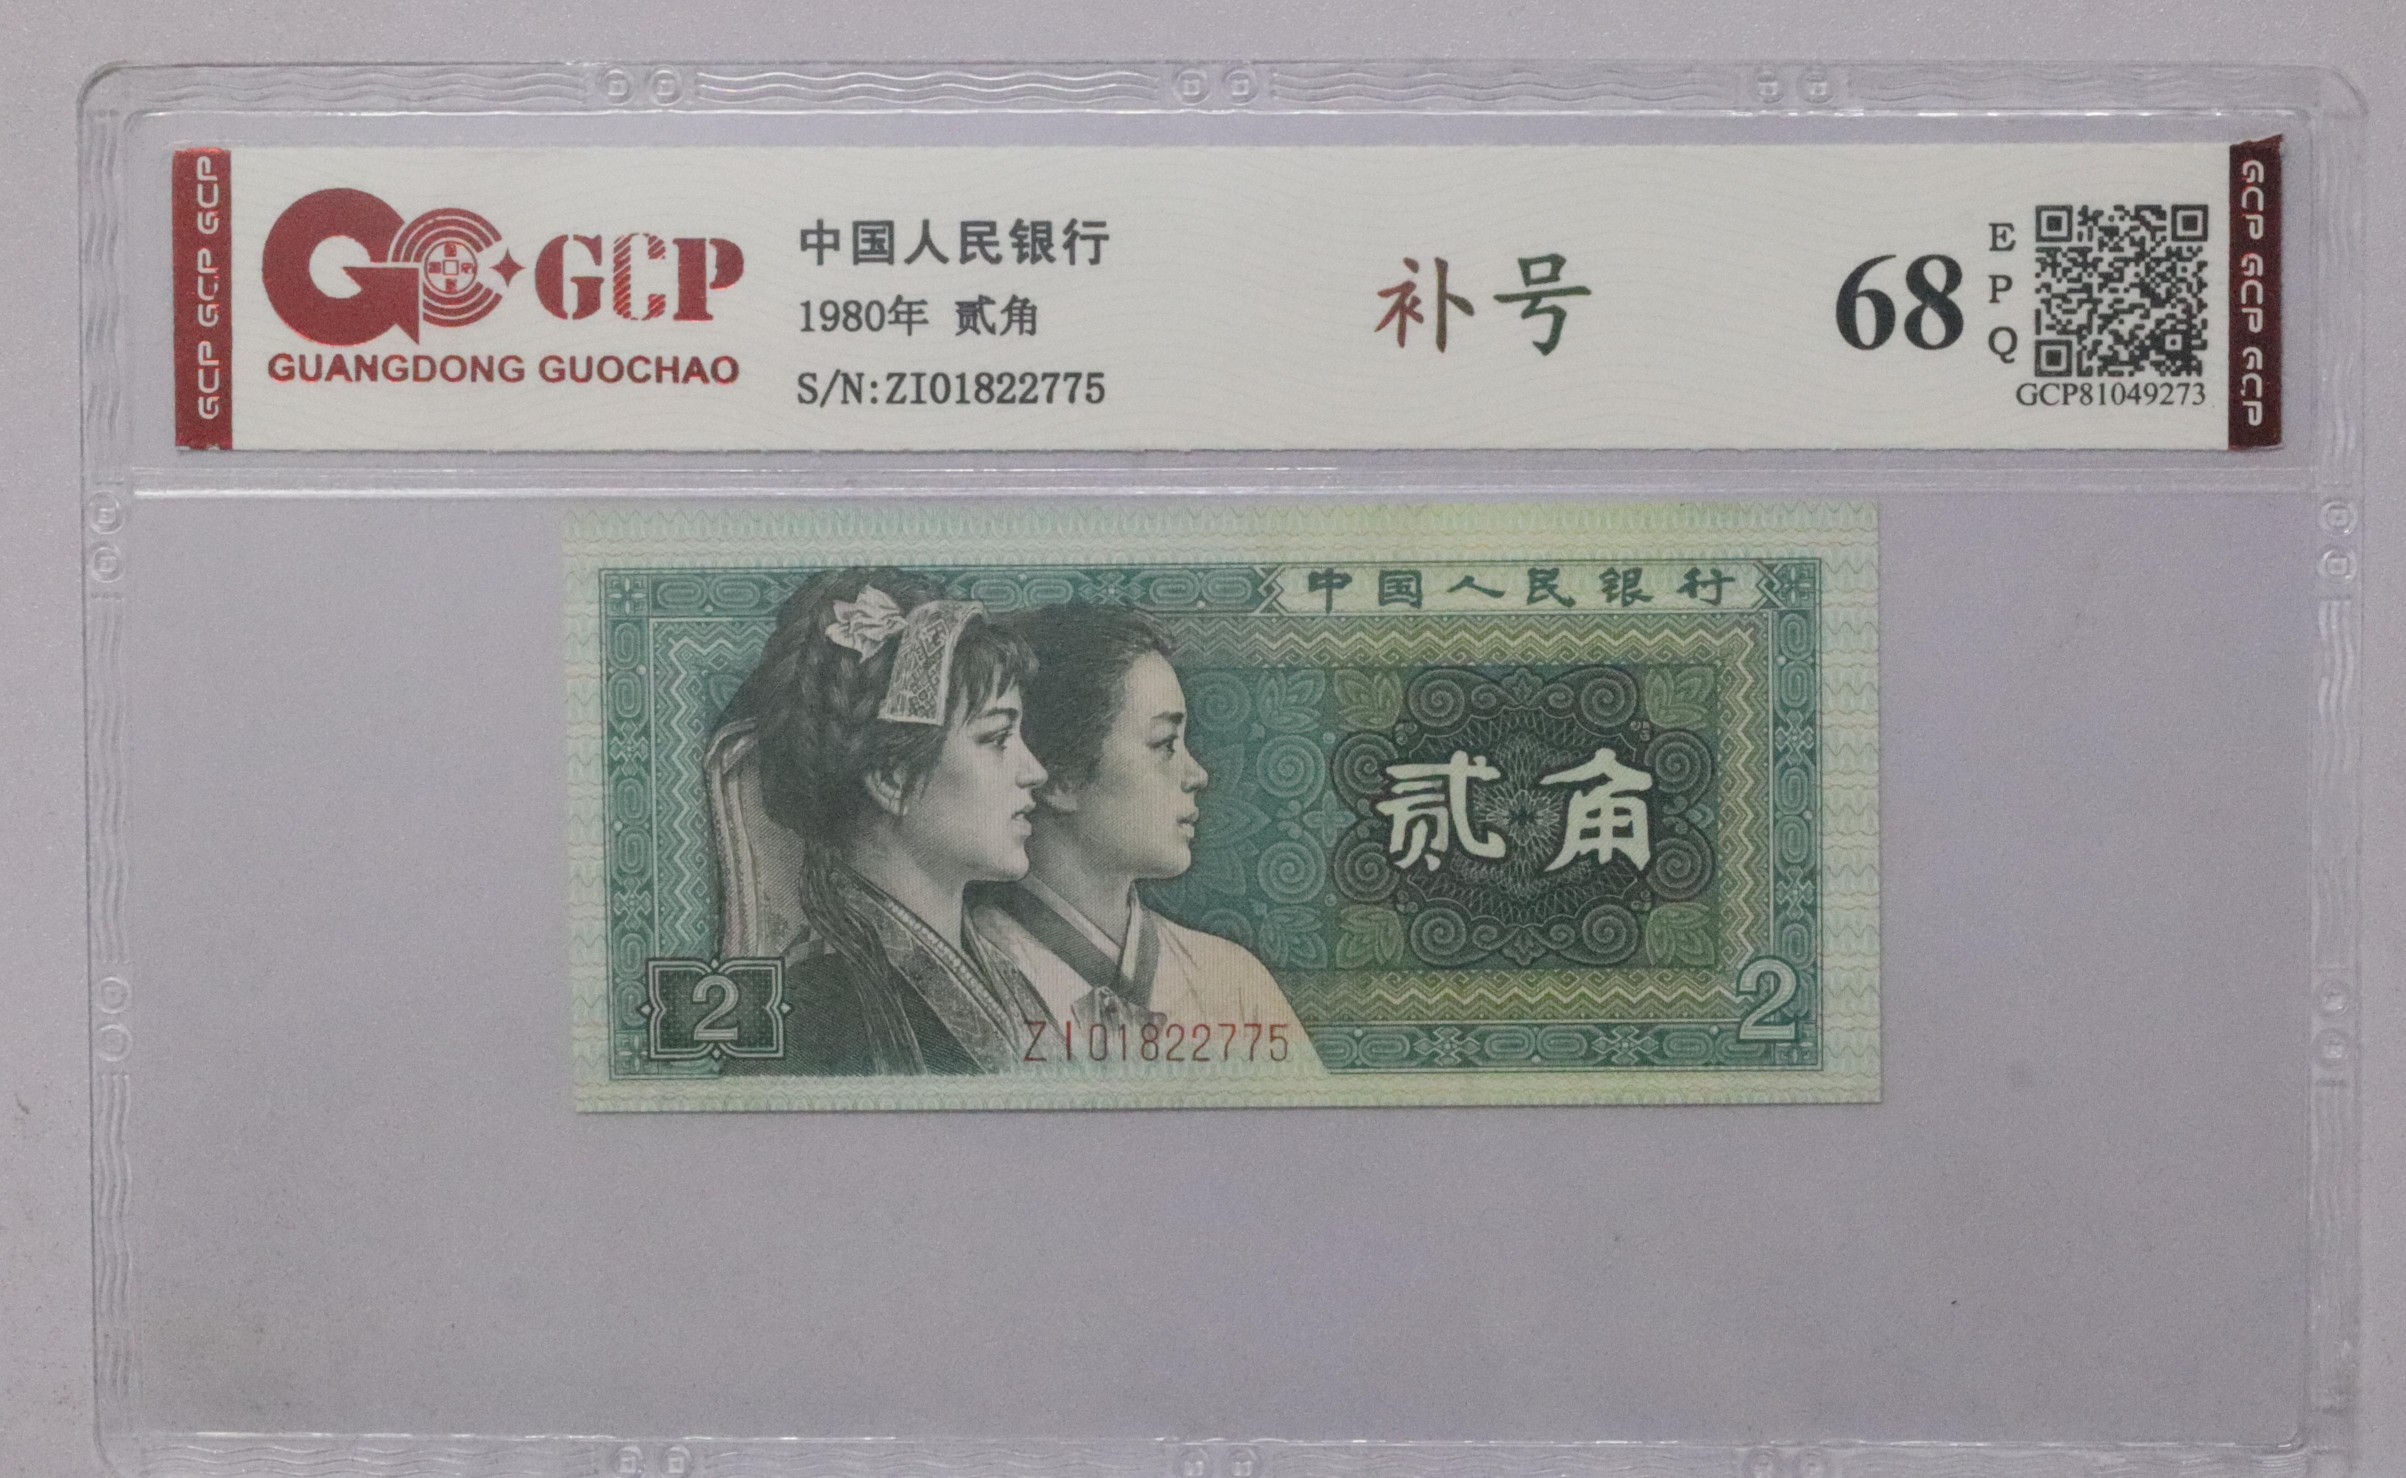 GCP GCP GCP
GCP
GUANGDONG GUOCHAO
中国人民银行
1980年 贰角
S/N:ZI01822775
补号
68
EPQ
GCP81049273
GCP GCP GCP
中国人民银行
贰角
2
ZI01822775
2